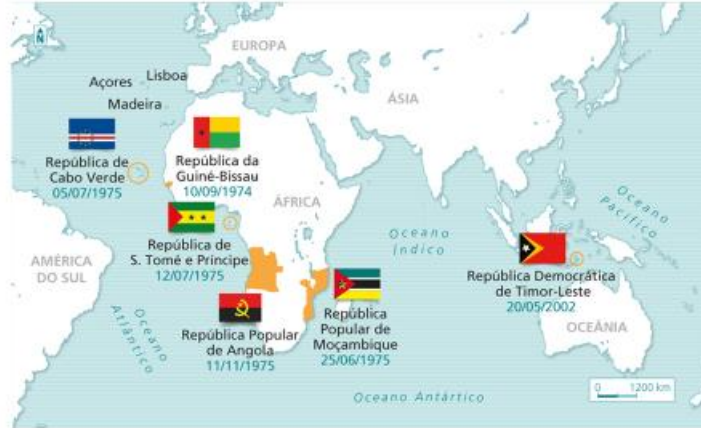 N
EUROPA
Açores
Lisboa
Madeira
ÁSIA
República de
Cabo Verde
05/07/1975
República da
Guiné-Bissau
10/09/1974
ÁFRICA
República de
S. Tomé e Príncipe
12/07/1975
AMÉRICA
DO SUL
Oceano
Atlântico
República Popular
de Angola
11/11/1975
República
Popular de
Moçambique
25/06/1975
Oceano
Índico
Oceano
Pacífico
República Democrática
de Timor-Leste
20/05/2002
OCEÂNIA
0 1200 km
Oceano Antártico